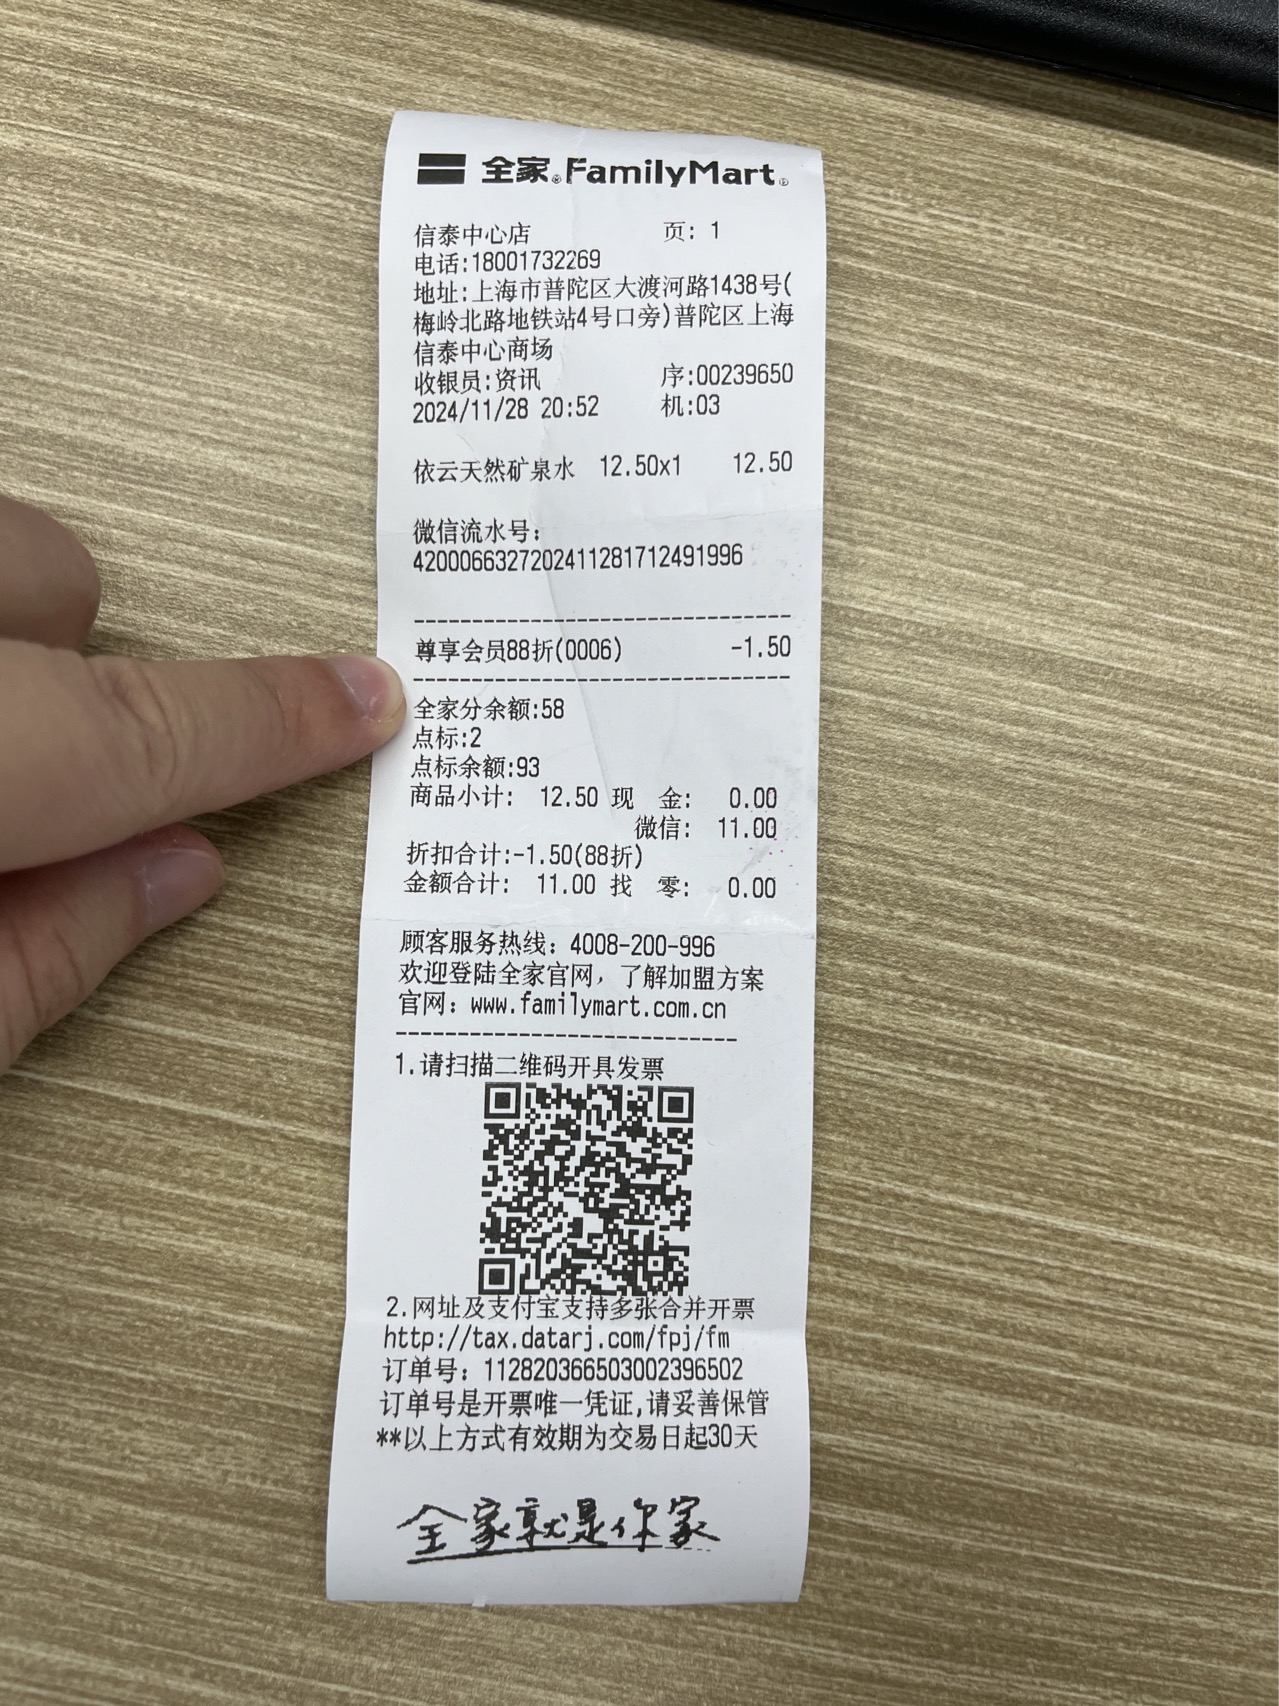 全家®FamilyMart®
信泰中心店 页: 1
电话:18001732269
地址:上海市普陀区大渡河路1438号(
梅岭北路地铁站4号口旁)普陀区上海
信泰中心商场
收银员:资讯 序:00239650
2024/11/28 20:52 机:03
依云天然矿泉水 12.50x1 12.50
微信流水号:
4200066327202411281712491996
--------------------------------
尊享会员88折(0006) -1.50
--------------------------------
全家分余额:58
点标:2
点标余额:93
商品小计: 12.50 现 金: 0.00
微信: 11.00
折扣合计:-1.50(88折)
金额合计: 11.00 找 零: 0.00
顾客服务热线: 4008-200-996
欢迎登陆全家官网, 了解加盟方案
官网: www.familymart.com.cn
-----------------------------
1.请扫描二维码开具发票
2.网址及支付宝支持多张合并开票
http://tax.datarj.com/fpj/fm
订单号: 112820366503002396502
订单号是开票唯一凭证,请妥善保管
**以上方式有效期为交易日起30天
全家就是你家